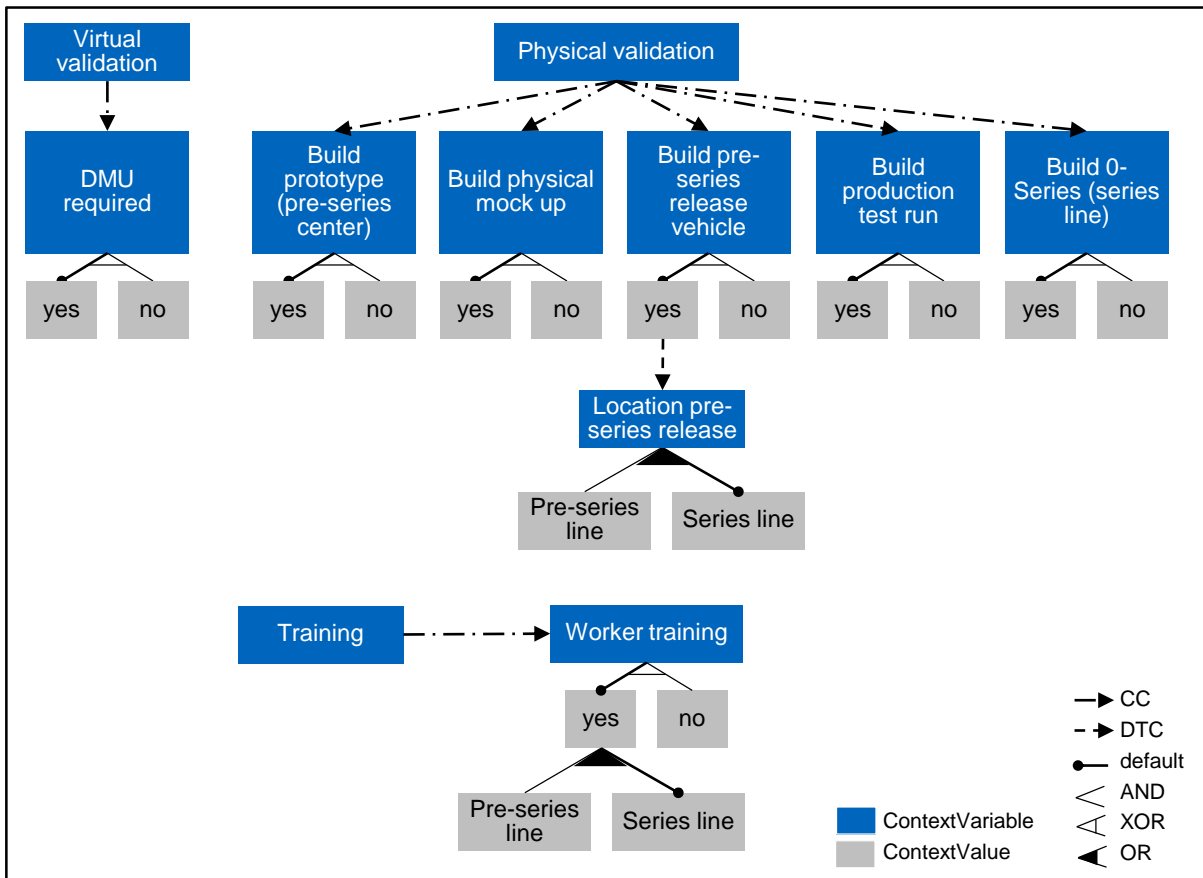 Virtual
validation
Physical validation
DMU
required
Build
prototype
(pre-series
center)
Build physical
mock up
Build pre-
series
release
vehicle
Build
production
test run
Build 0-
Series (series
line)
yes
no
yes
no
yes
no
yes
no
yes
no
yes
no
Location pre-
series release
Pre-series
line
Series line
Training
Worker training
yes
no
Pre-series
line
Series line
ContextVariable
ContextValue
CC
DTC
default
AND
XOR
OR